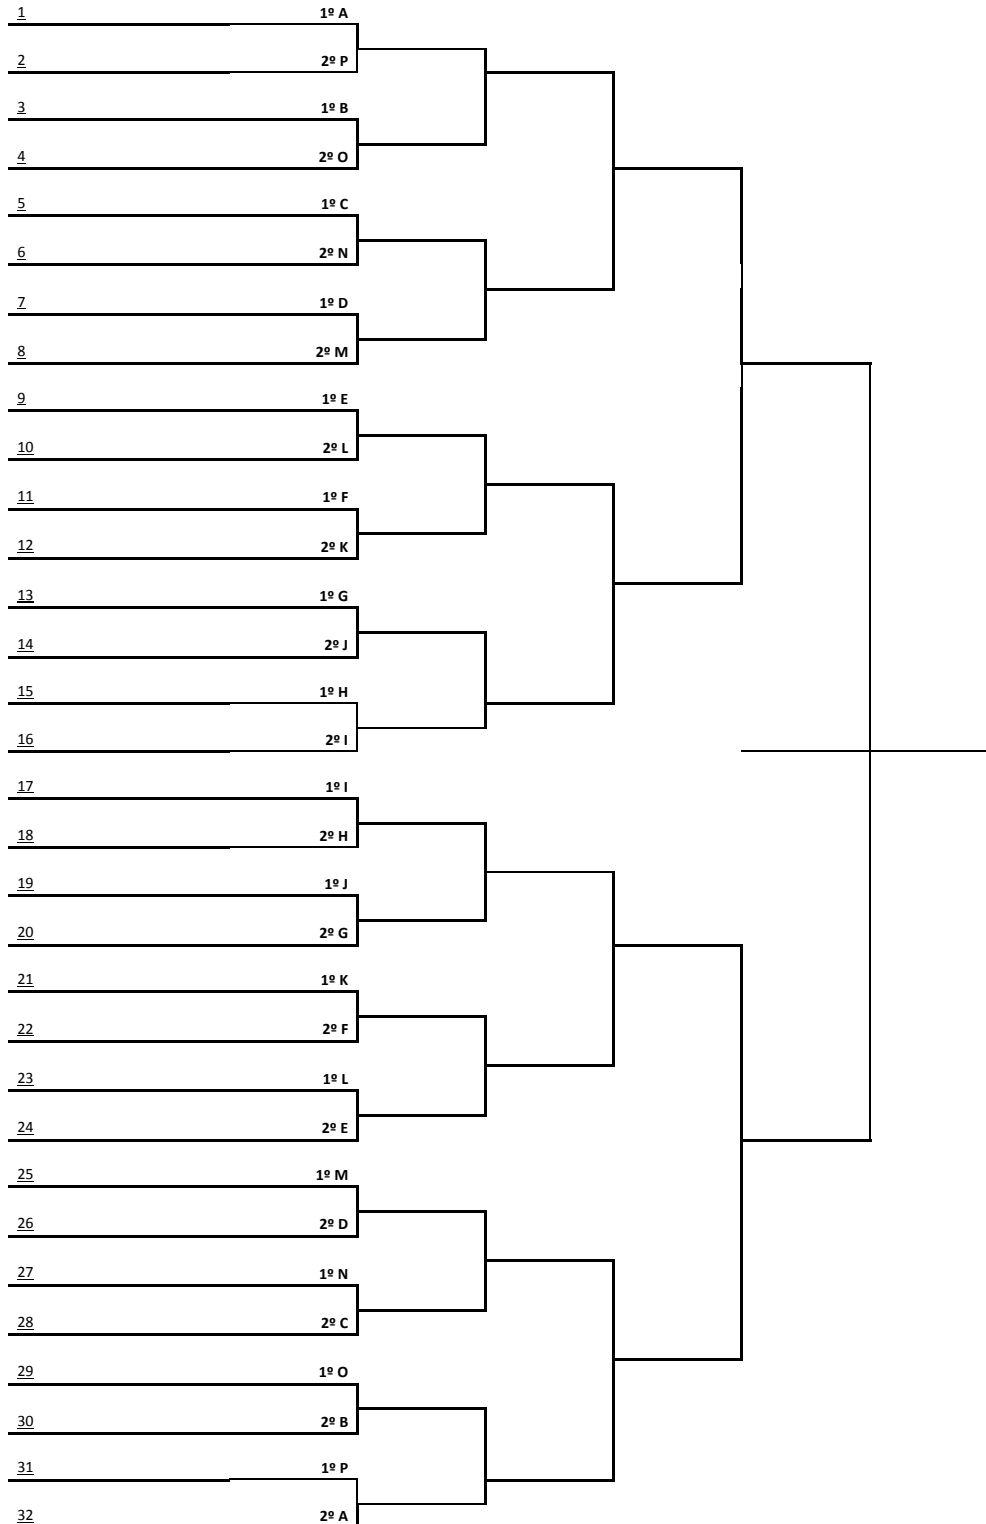 1 1º A
2 2º P
3 1º B
4 2º O
5 1º C
6 2º N
7 1º D
8 2º M
9 1º E
10 2º L
11 1º F
12 2º K
13 1º G
14 2º J
15 1º H
16 2º I
17 1º I
18 2º H
19 1º J
20 2º G
21 1º K
22 2º F
23 1º L
24 2º E
25 1º M
26 2º D
27 1º N
28 2º C
29 1º O
30 2º B
31 1º P
32 2º A